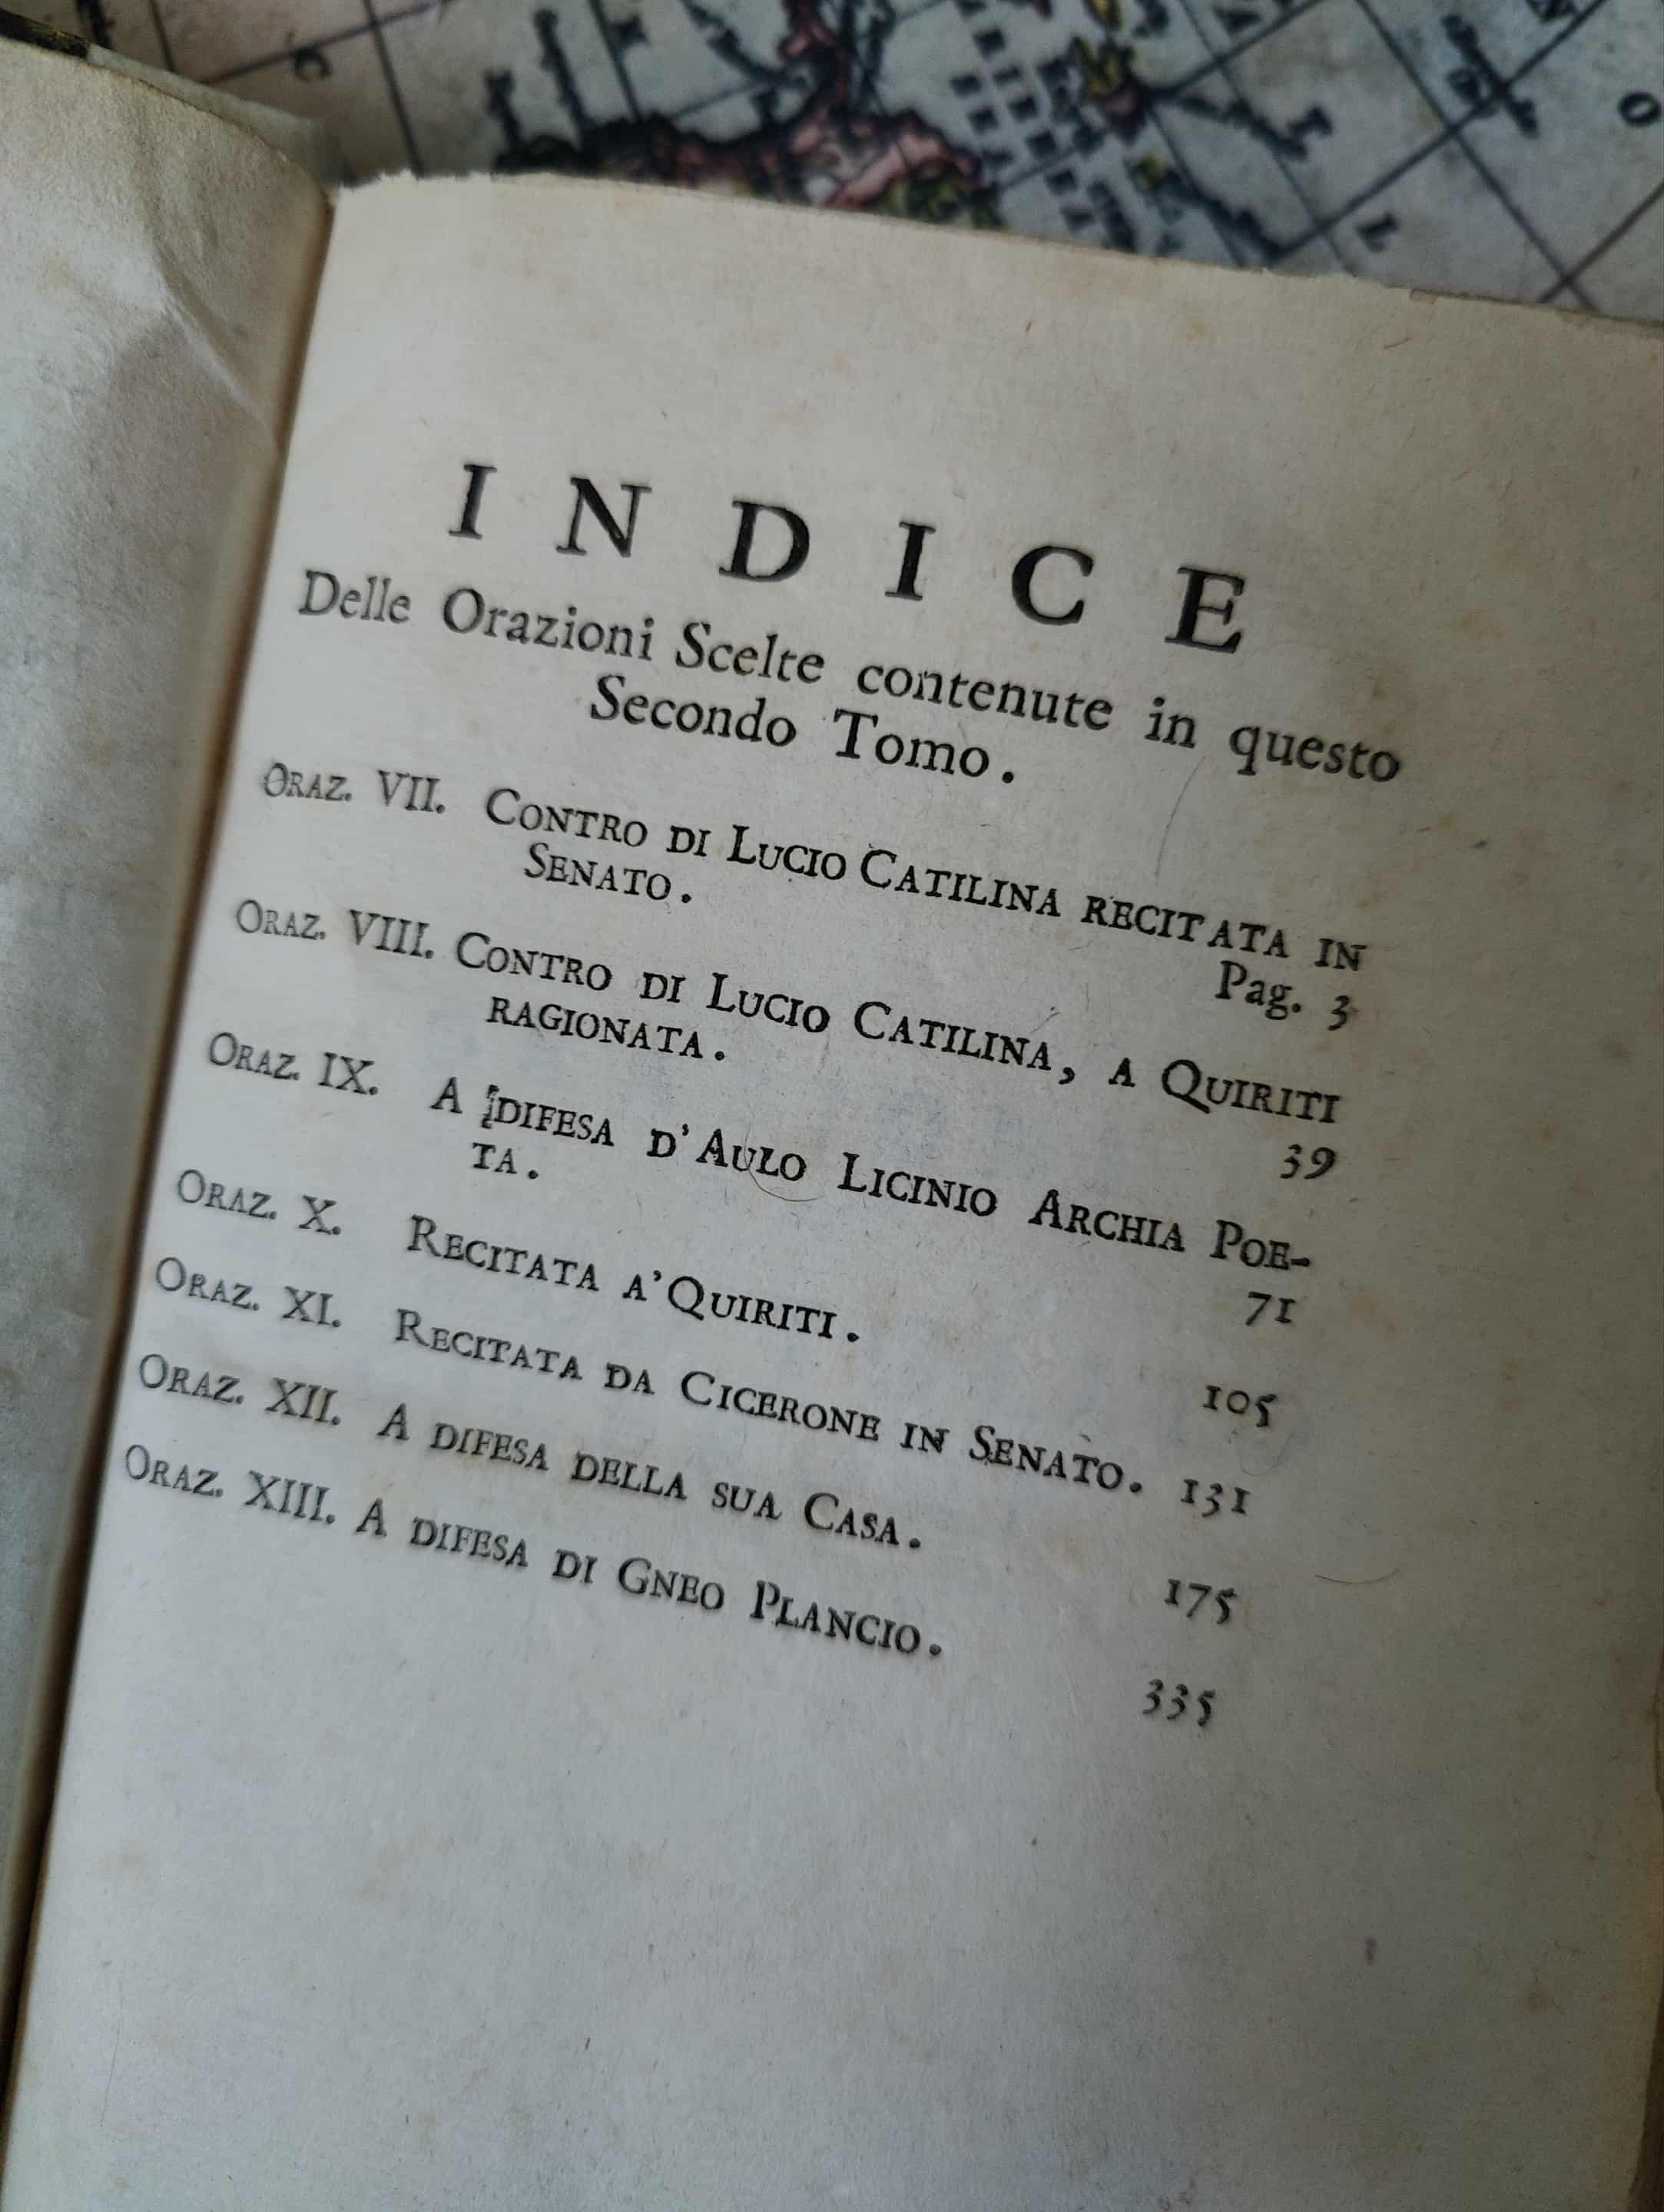 INDICE
Delle Orazioni Scelte contenute in questo
Secondo Tomo.
ORAZ. VII. CONTRO DI LUCIO CATILINA RECITATA IN
SENATO. Pag. 3
ORAZ. VIII. CONTRO DI LUCIO CATILINA, A QUIRITI
RAGIONATA. 39
ORAZ. IX. A DIFESA D'AULO LICINIO ARCHIA POE-
TA. 71
ORAZ. X. RECITATA A' QUIRITI. 105
ORAZ. XI. RECITATA DA CICERONE IN SENATO. 131
ORAZ. XII. A DIFESA DELLA SUA CASA. 175
ORAZ. XIII. A DIFESA DI GNEO PLANCIO. 335